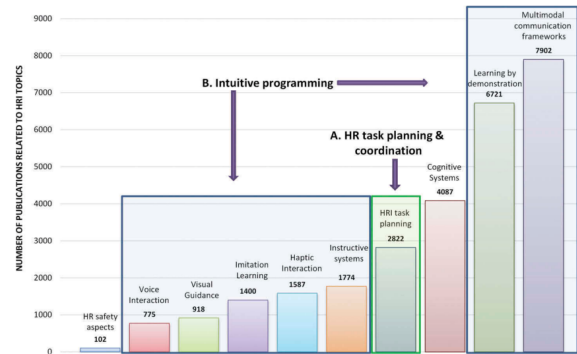 NUMBER OF PUBLICATIONS RELATED TO HRI TOPICS
9000
8000
7000
6000
5000
4000
3000
2000
1000
0
B. Intuitive programming
A. HR task planning &
coordination
HR safety
aspects
102
Voice
Interaction
775
Visual
Guidance
918
Imitation
Learning
1400
Haptic
Interaction
1587
Instructive
systems
1774
HRI task
planning
2822
Cognitive
Systems
4087
Learning by
demonstration
6721
Multimodal
communication
frameworks
7902